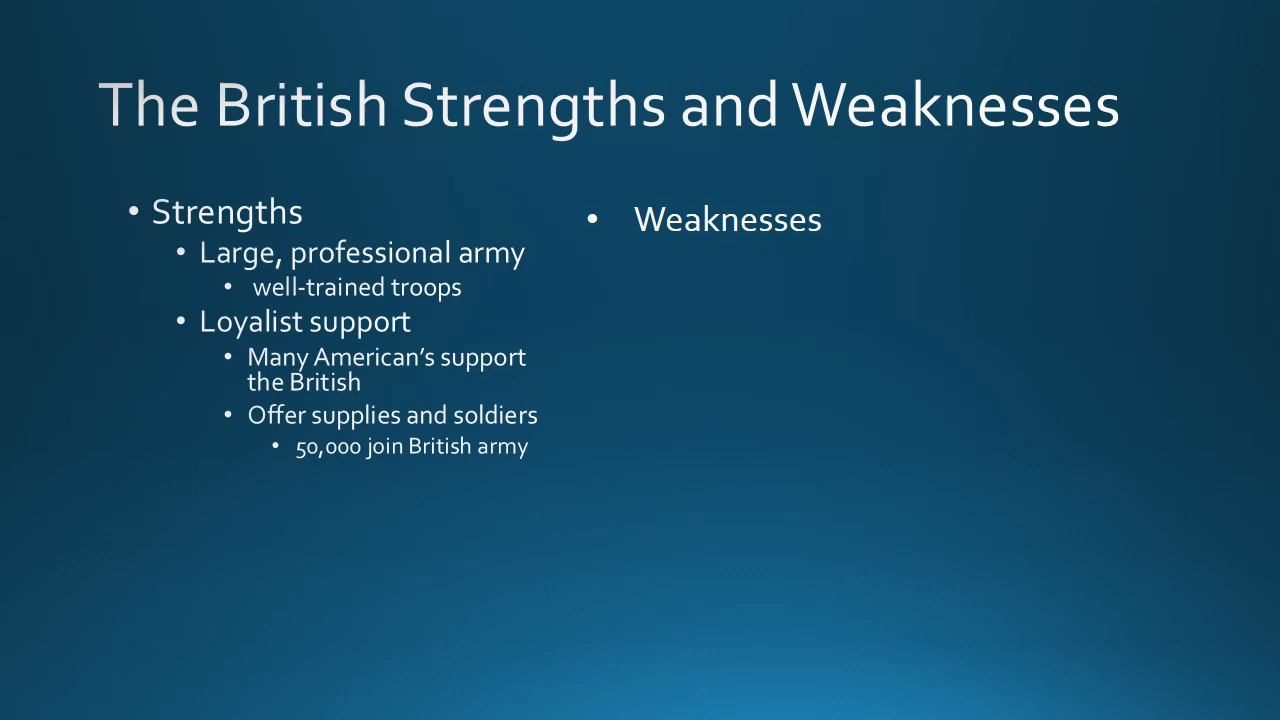 The British Strengths and Weaknesses
• Strengths
• Large, professional army
• well-trained troops
• Loyalist support
• Many American’s support
the British
• Offer supplies and soldiers
• 50,000 join British army
• Weaknesses